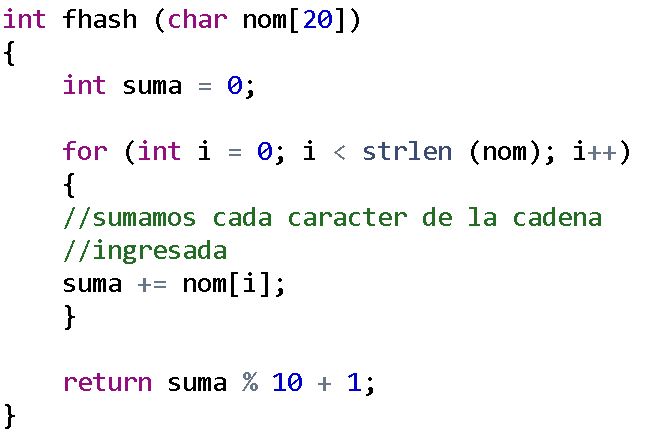 int fhash (char nom[20])
{
int suma = 0;
for (int i = 0; i < strlen (nom); i++)
{
//sumamos cada caracter de la cadena
//ingresada
suma += nom[i];
}
return suma % 10 + 1;
}